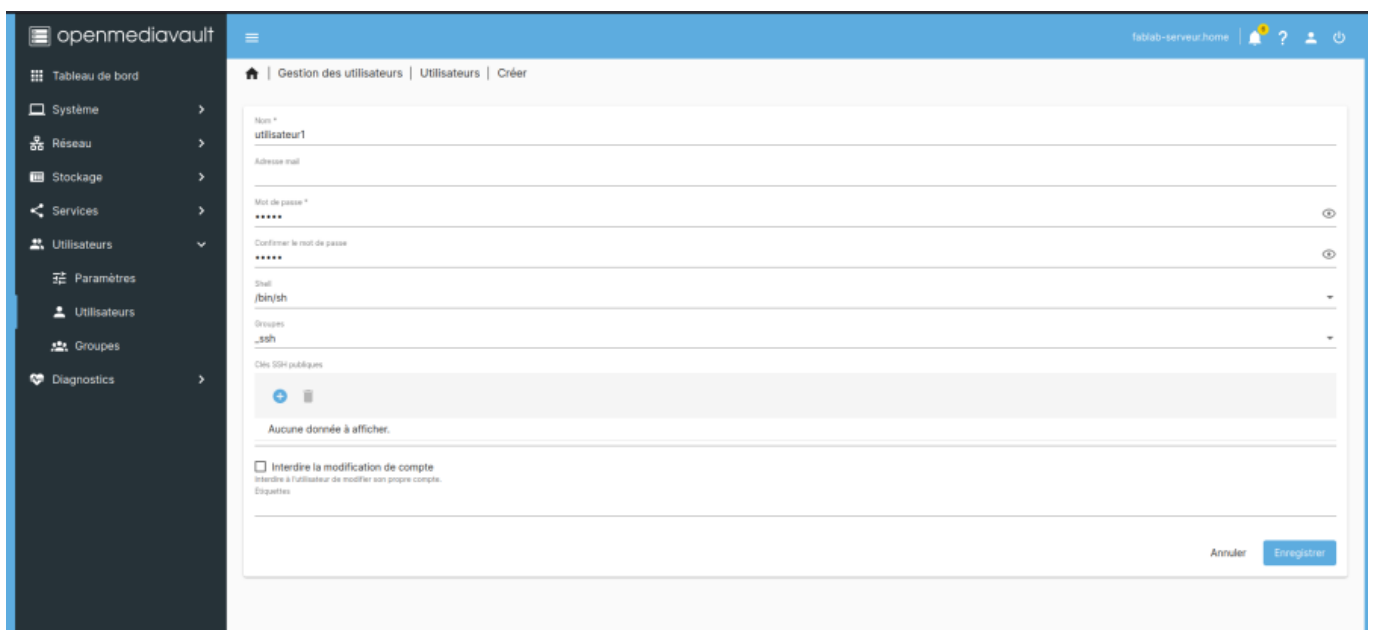 openmediavault
fablab-serveur.home | ?
Tableau de bord
Gestion des utilisateurs | Utilisateurs | Créer
Système
Réseau
Stockage
Services
Utilisateurs
Paramètres
Utilisateurs
Groupes
Diagnostics
Nom *
utilisateur1
Adresse mail
Mot de passe *
•••••
Confirmer le mot de passe
•••••
Shell
/bin/sh
Groupes
_ssh
Clés SSH publiques
Aucune donnée à afficher.
Interdire la modification de compte
Interdire à l'utilisateur de modifier son propre compte.
Etiquettes
Annuler
Enregistrer